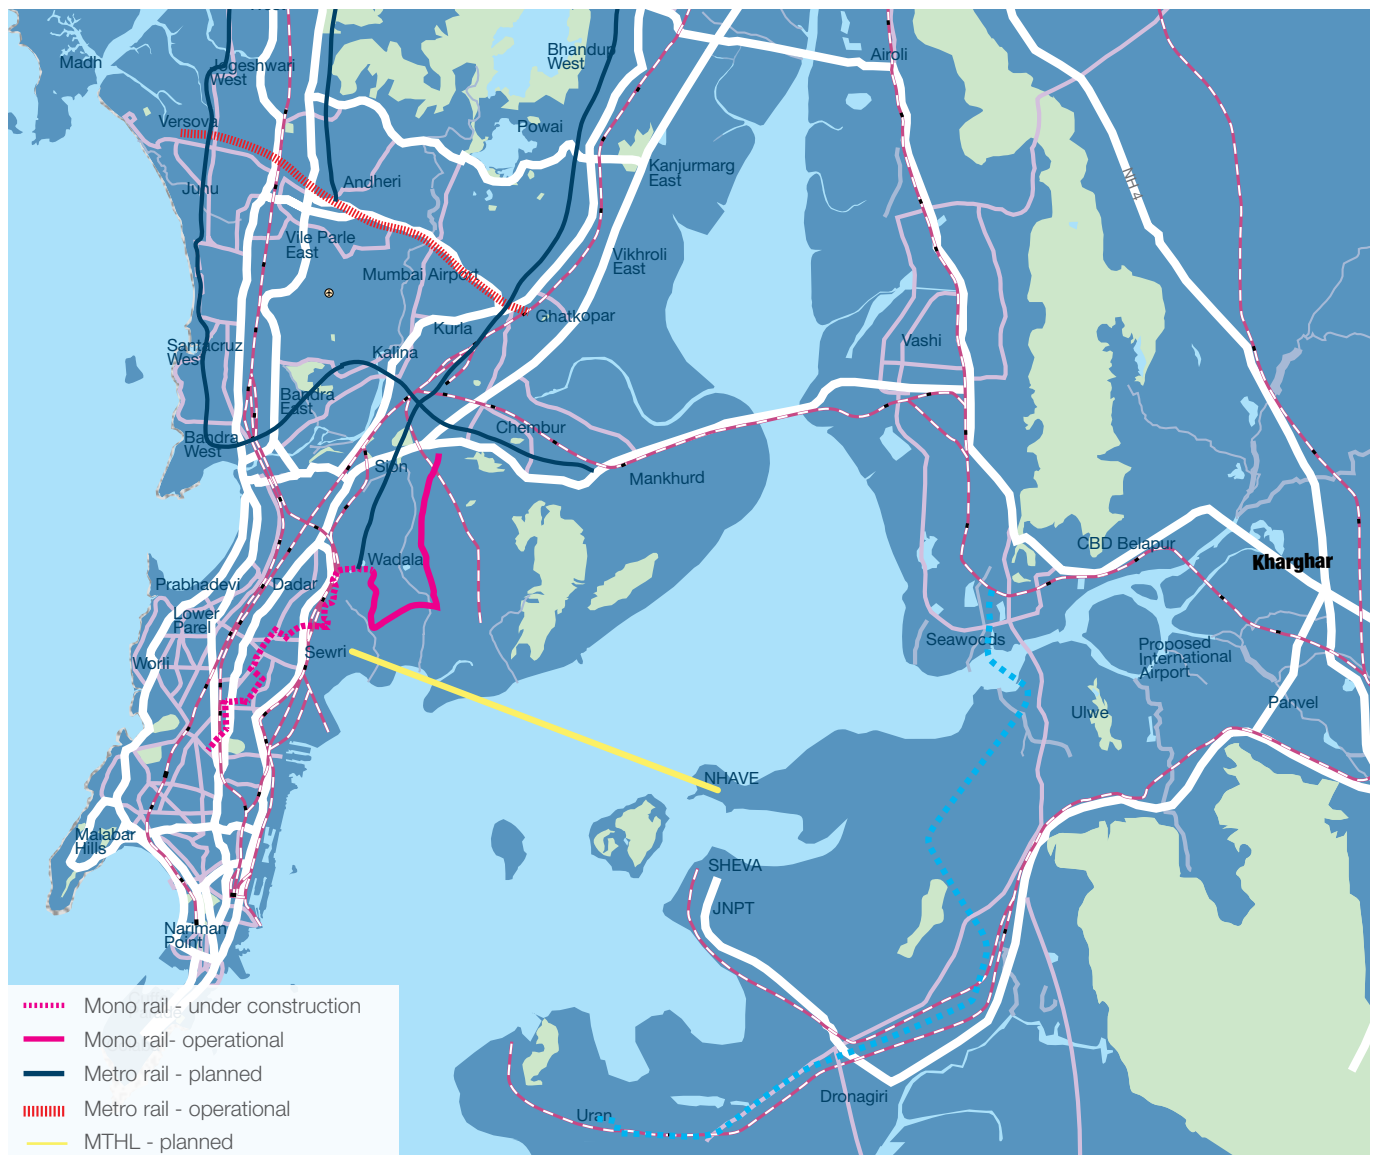 Madh
Jogeshwari
West
Bhandup
West
Airoli
Versova
Powai
Kanjurmarg
East
Juhu
Andheri
NH 4
Vile Parle
East
Vikhroli
East
Mumbai Airport
Ghatkopar
Kurla
Vashi
Santacruz
West
Kalina
Bandra
East
Bandra
West
Chembur
Sion
Mankhurd
CBD Belapur
Kharghar
Wadala
Prabhadevi
Dadar
Lower
Parel
Sewri
Worli
Seawoods
Proposed
International
Airport
Ulwe
Panvel
NHAVE
Malabar
Hills
SHEVA
JNPT
Nariman
Point
Dronagiri
Uran
Mono rail - under construction
Mono rail- operational
Metro rail - planned
Metro rail - operational
MTHL - planned